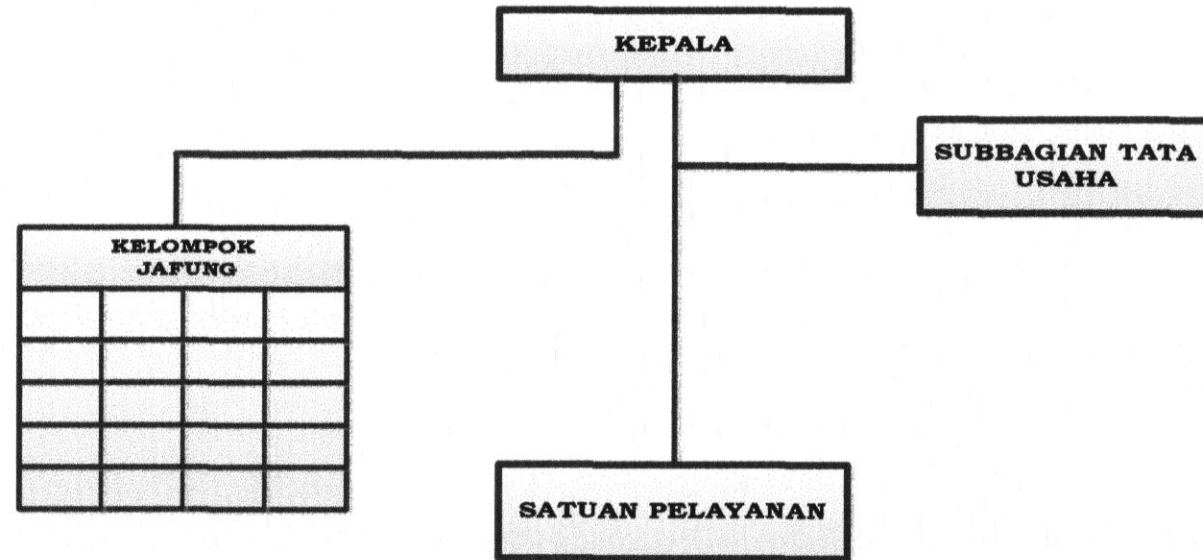 KEPALA
SUBBAGIAN TATA
USAHA
KELOMPOK
JAFUNG
SATUAN PELAYANAN